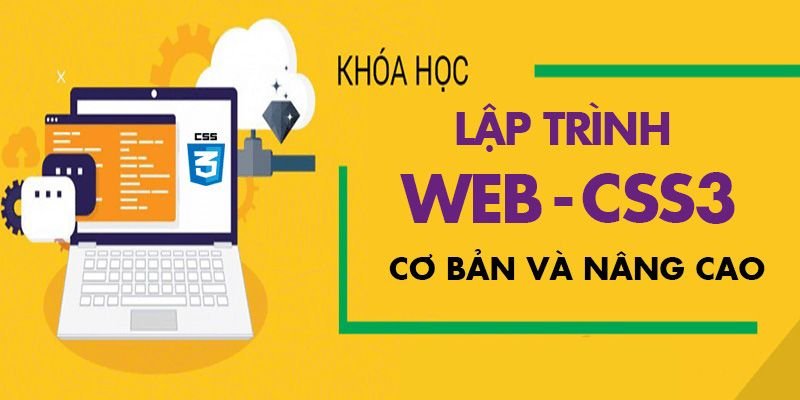 KHÓA HỌC
LẬP TRÌNH
WEB - CSS3
CƠ BẢN VÀ NÂNG CAO
CSS
3